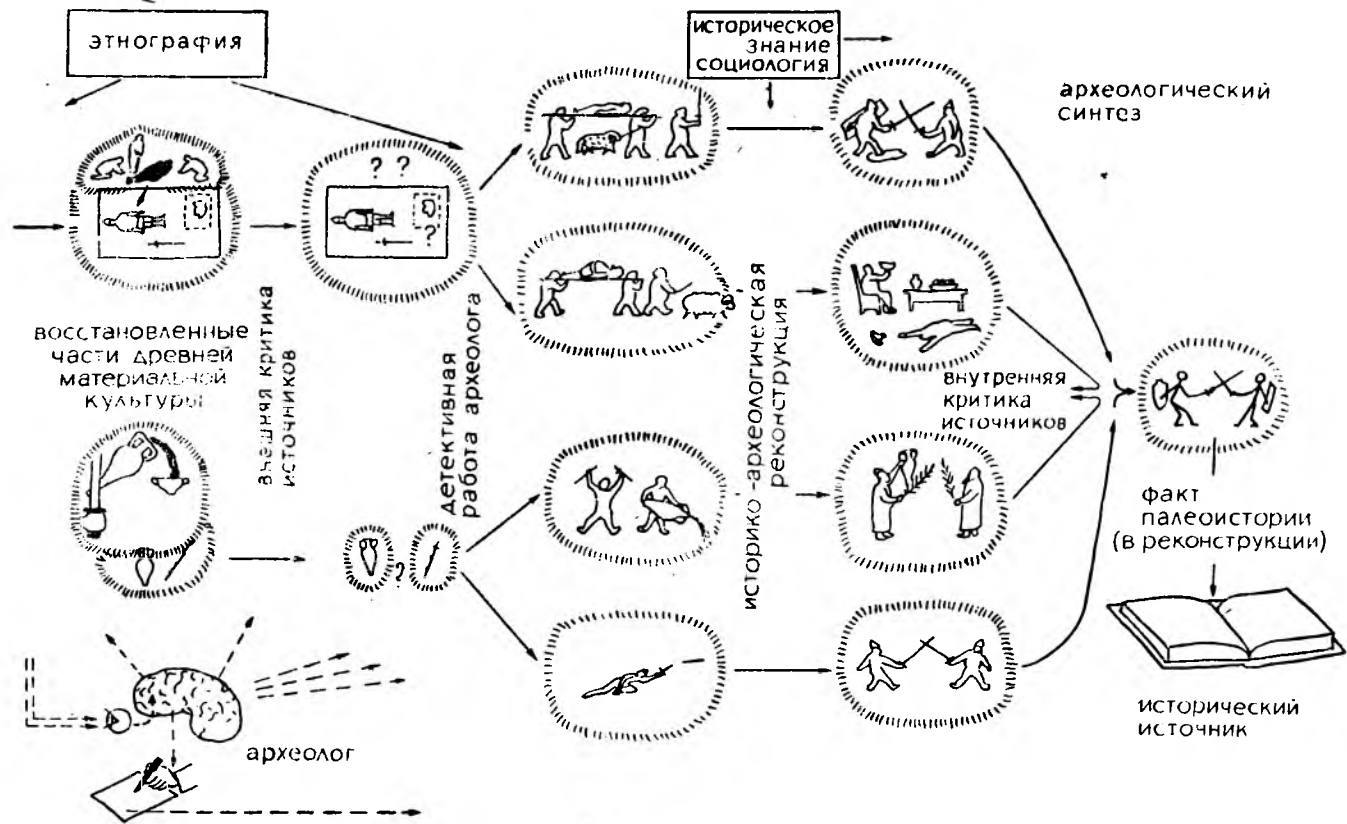 этнография
историческое
знание
социология
археологический
синтез
? ?
?
восстановленные
части древней
материальной
культуры
внешняя критика
источников
детективная
работа археолога
историко-археологическая
реконструкция
внутренняя
критика
источников
?
факт
палеоистории
(в реконструкции)
археолог
исторический
источник